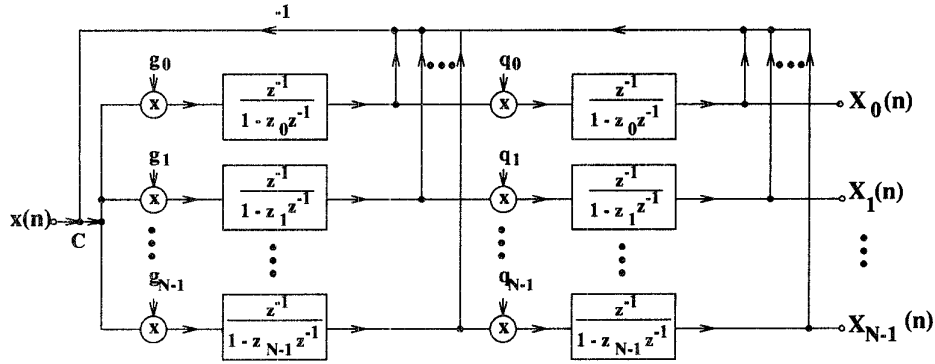 -1
g0 q0
x z^-1 / 1 - z0 z^-1 x z^-1 / 1 - z0 z^-1 X0(n)
g1 q1
x z^-1 / 1 - z1 z^-1 x z^-1 / 1 - z1 z^-1 X1(n)
x(n)
C
gN-1 qN-1
x z^-1 / 1 - zN-1 z^-1 x z^-1 / 1 - zN-1 z^-1 XN-1 (n)